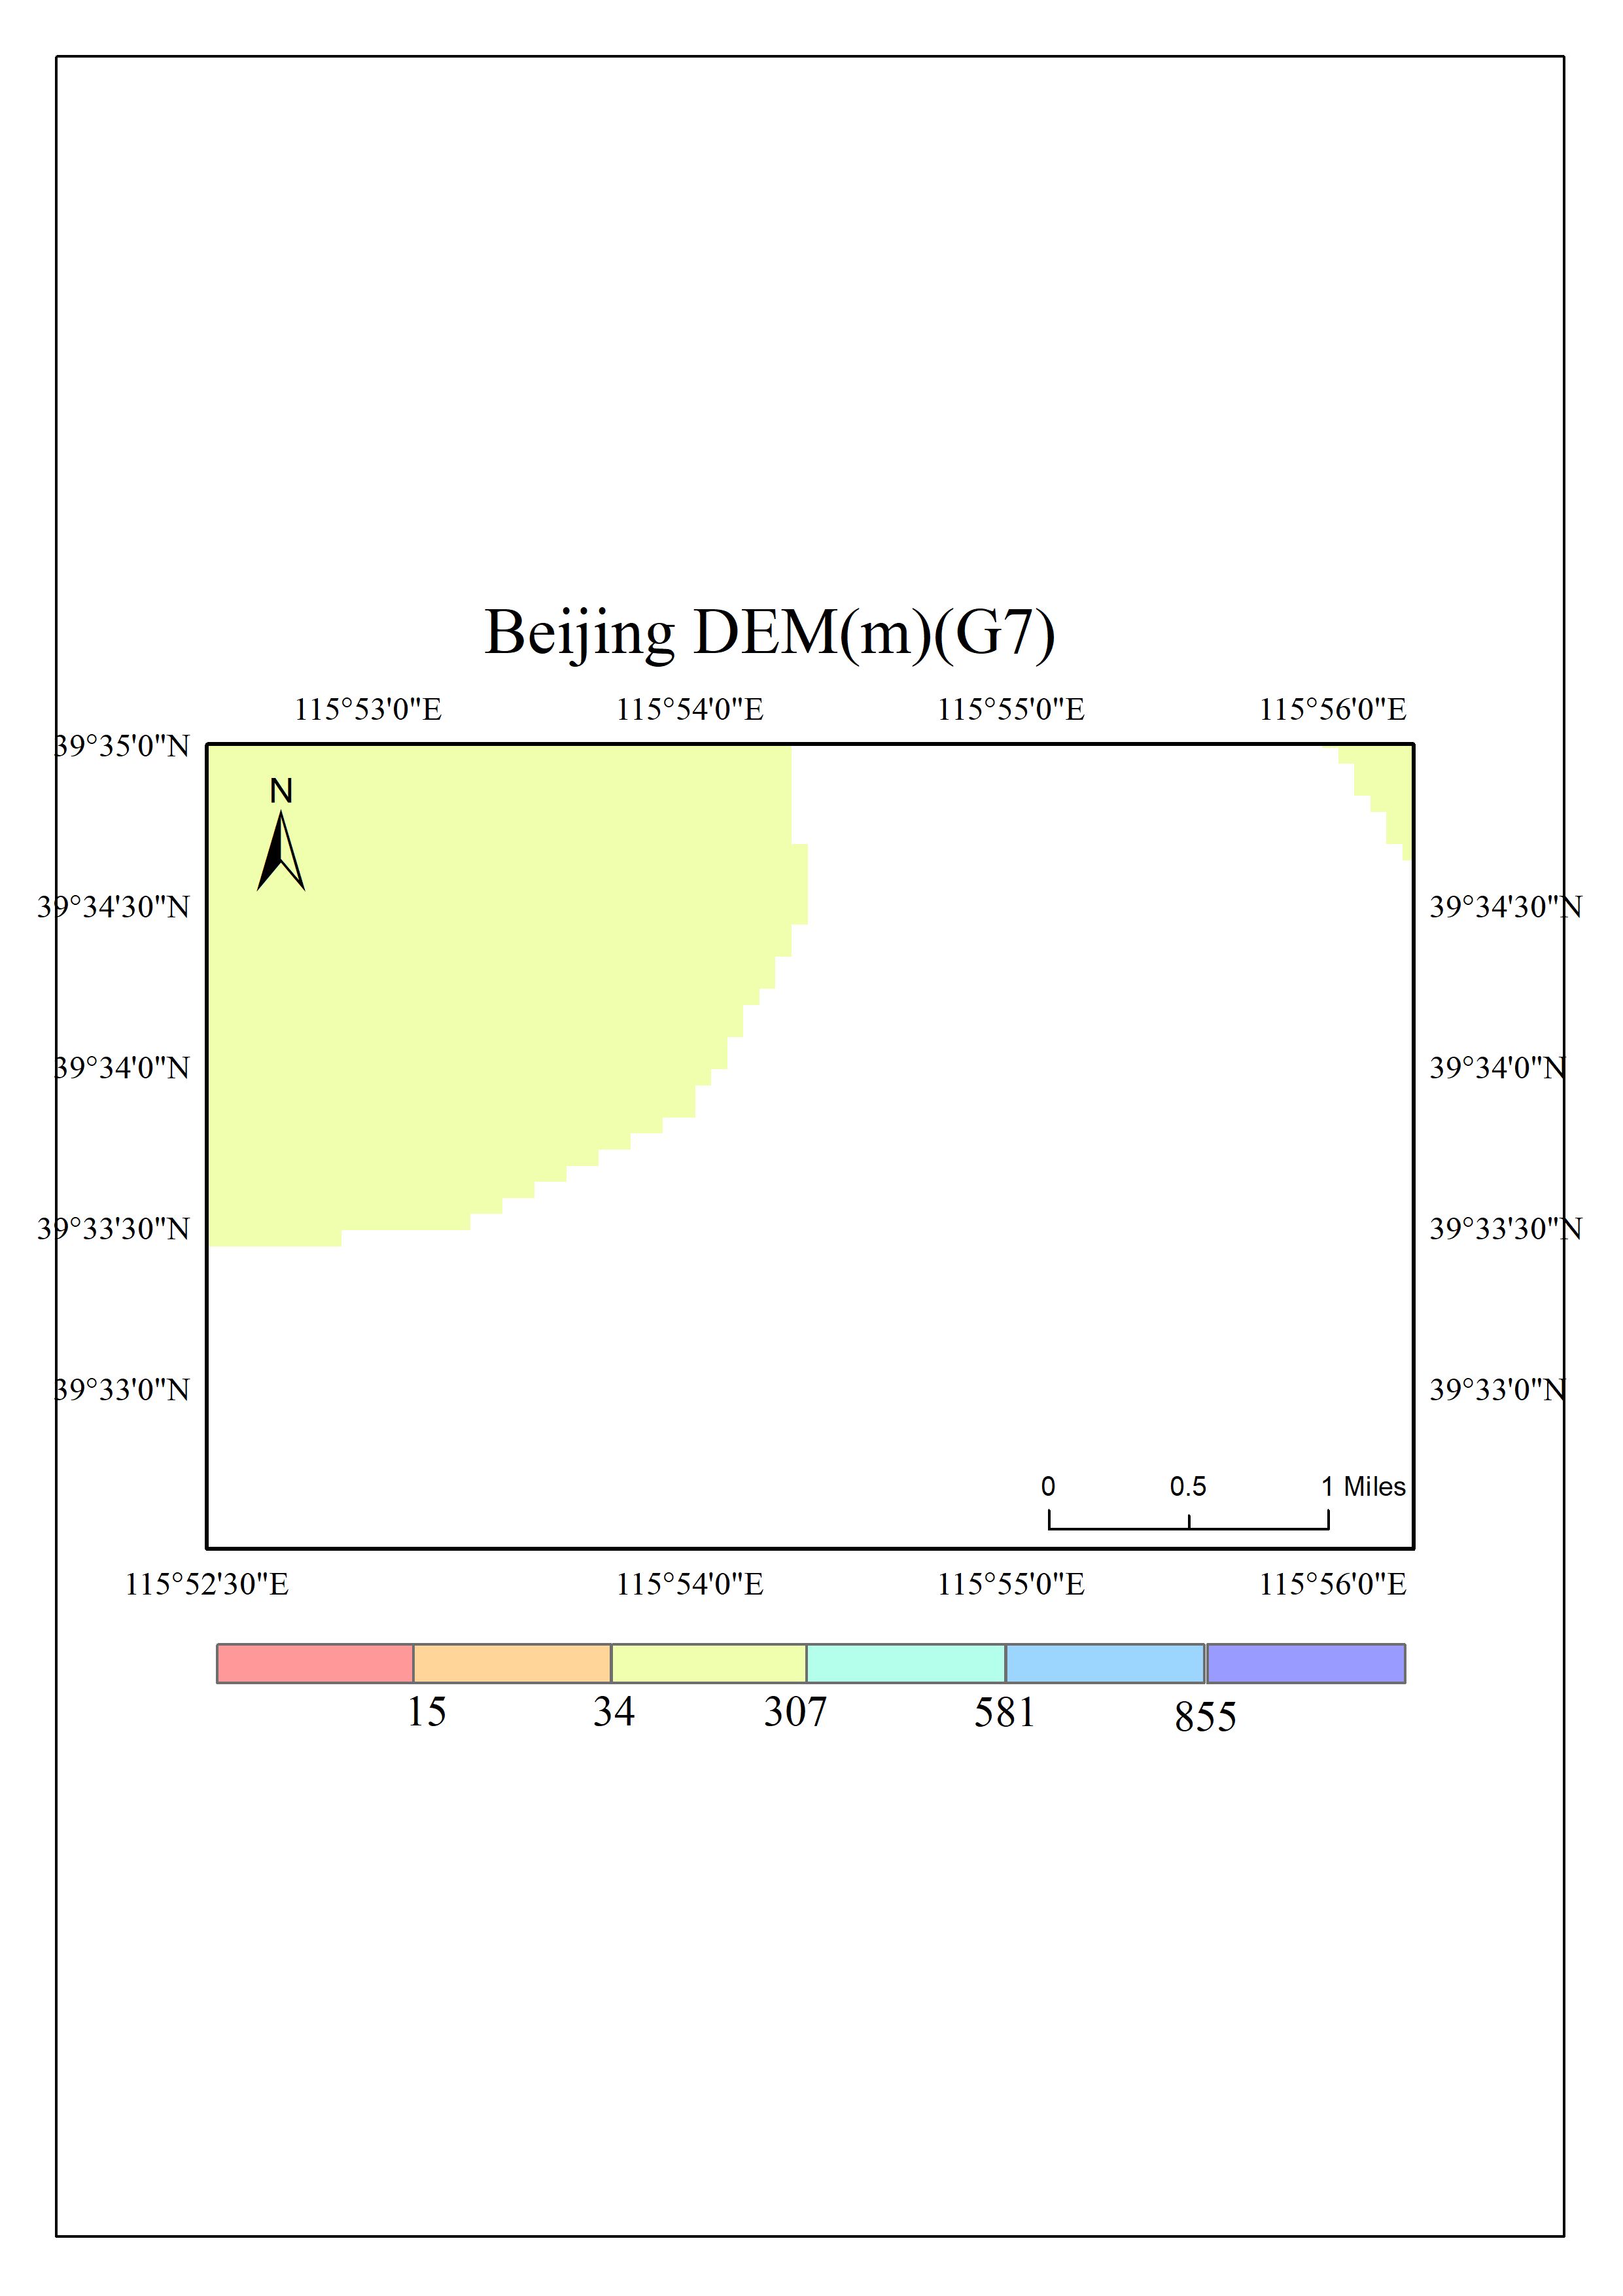 Beijing DEM(m)(G7)
115°53'0"E 115°54'0"E 115°55'0"E 115°56'0"E
39°35'0"N
N
39°34'30"N 39°34'30"N
39°34'0"N 39°34'0"N
39°33'30"N 39°33'30"N
39°33'0"N 39°33'0"N
0 0.5 1 Miles
115°52'30"E 115°54'0"E 115°55'0"E 115°56'0"E
15 34 307 581 855